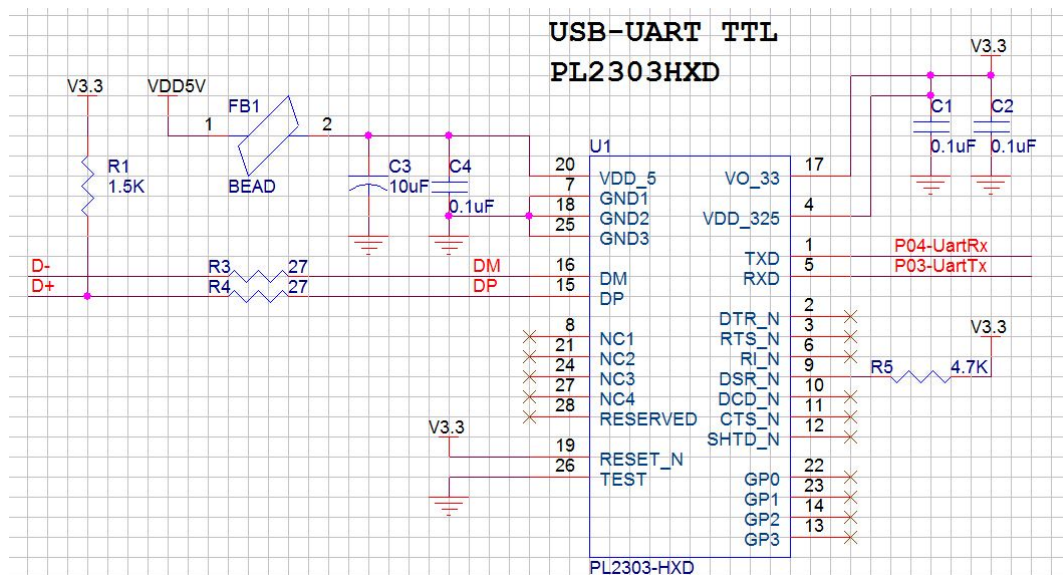 USB-UART TTL
PL2303HXD
V3.3
V3.3
VDD5V
FB1
1
2
BEAD
R1
1.5K
C3
10uF
C4
0.1uF
C1
0.1uF
C2
0.1uF
U1
20
VDD_5
7
GND1
18
GND2
25
GND3
17
VO_33
4
VDD_325
1
TXD
P04-UartRx
5
RXD
P03-UartTx
D-
R3
27
DM
16
DM
D+
R4
27
DP
15
DP
2
DTR_N
3
RTS_N
6
RI_N
9
DSR_N
R5
4.7K
V3.3
10
DCD_N
11
CTS_N
12
SHTD_N
8
NC1
21
NC2
24
NC3
27
NC4
28
RESERVED
V3.3
19
RESET_N
26
TEST
22
GP0
23
GP1
14
GP2
13
GP3
PL2303-HXD